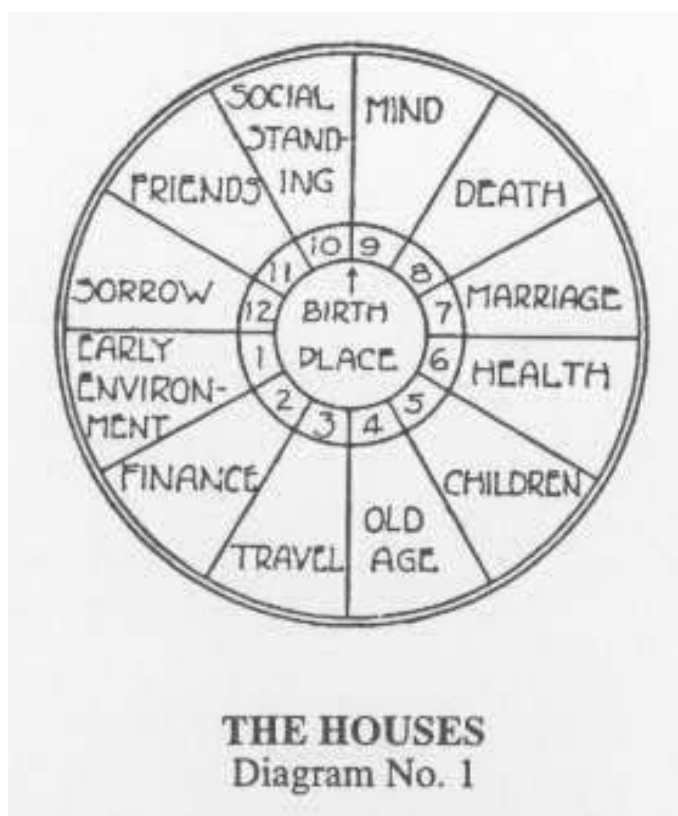 SOCIAL
STAND-
ING
MIND
FRIENDS
DEATH
SORROW
MARRIAGE
EARLY
ENVIRON-
MENT
HEALTH
FINANCE
CHILDREN
TRAVEL
OLD
AGE
10 9
11 8
12 7
1 6
2 5
3 4
BIRTH
PLACE
THE HOUSES
Diagram No. 1